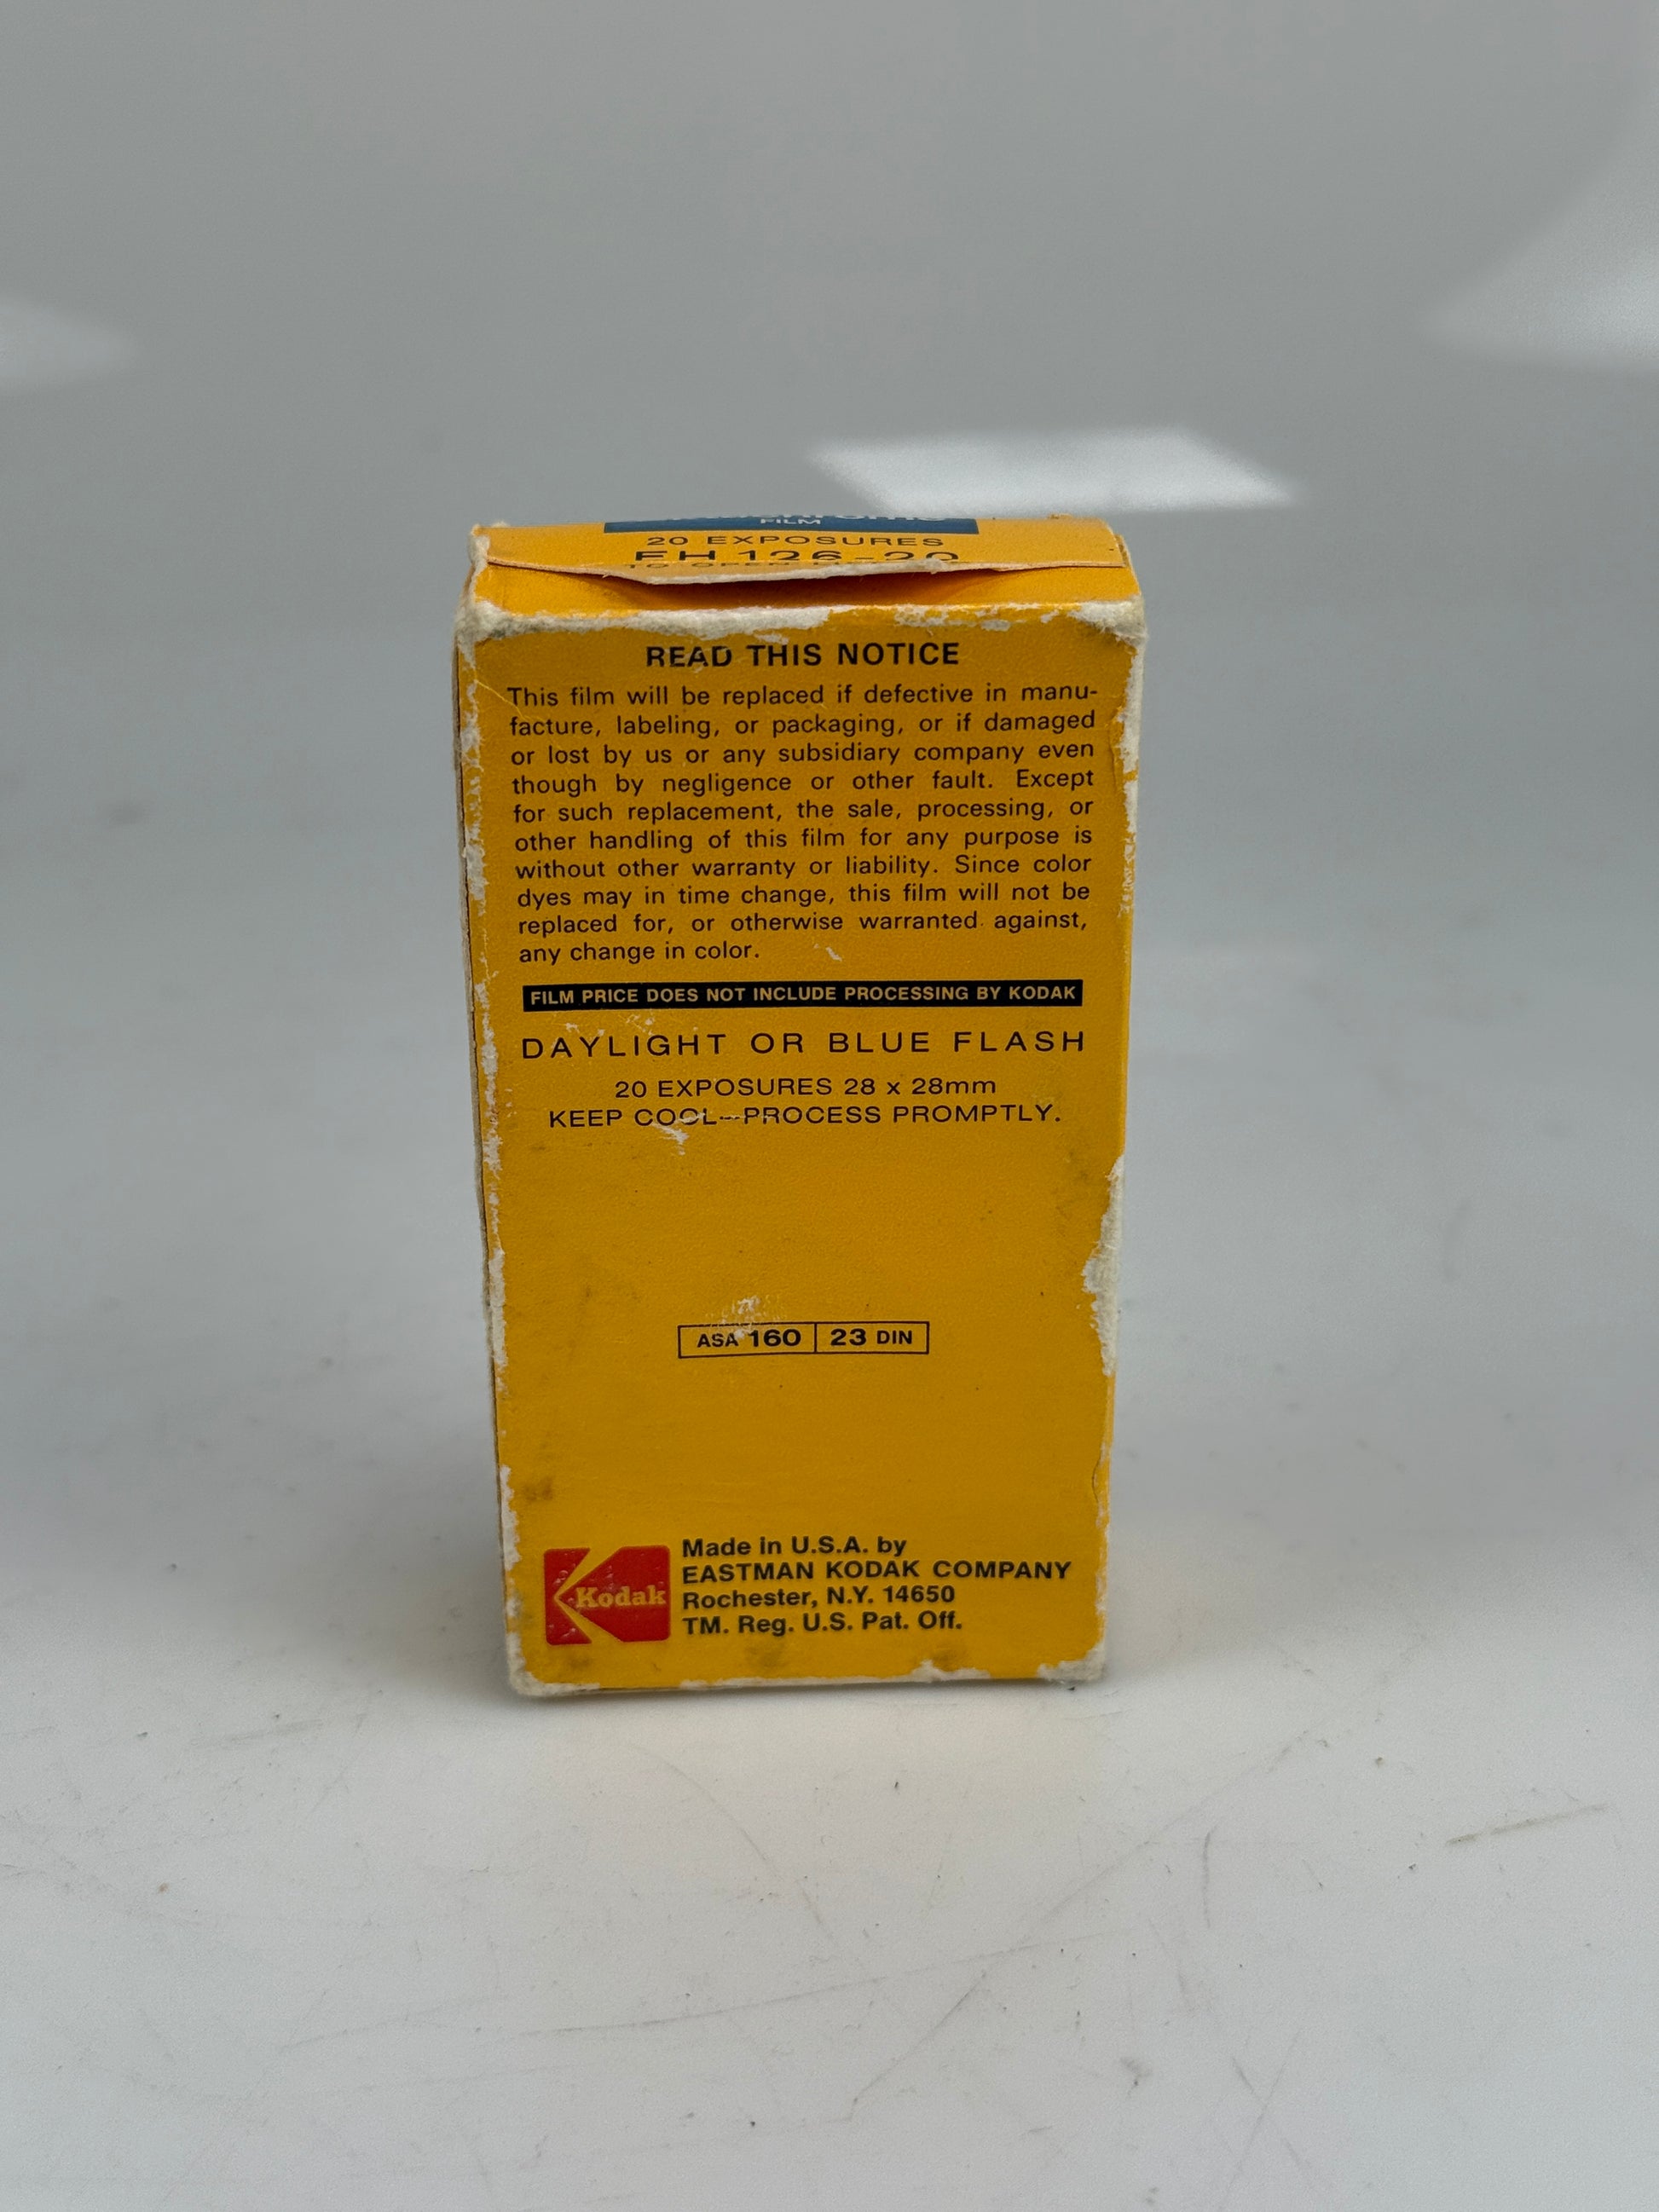 FILM
20 EXPOSURES
EH 126-20
READ THIS NOTICE
This film will be replaced if defective in manu-
facture, labeling, or packaging, or if damaged
or lost by us or any subsidiary company even
though by negligence or other fault. Except
for such replacement, the sale, processing, or
other handling of this film for any purpose is
without other warranty or liability. Since color
dyes may in time change, this film will not be
replaced for, or otherwise warranted against,
any change in color.
FILM PRICE DOES NOT INCLUDE PROCESSING BY KODAK
DAYLIGHT OR BLUE FLASH
20 EXPOSURES 28 x 28mm
KEEP COOL—PROCESS PROMPTLY.
ASA 160 23 DIN
Kodak
Made in U.S.A. by
EASTMAN KODAK COMPANY
Rochester, N.Y. 14650
TM. Reg. U.S. Pat. Off.